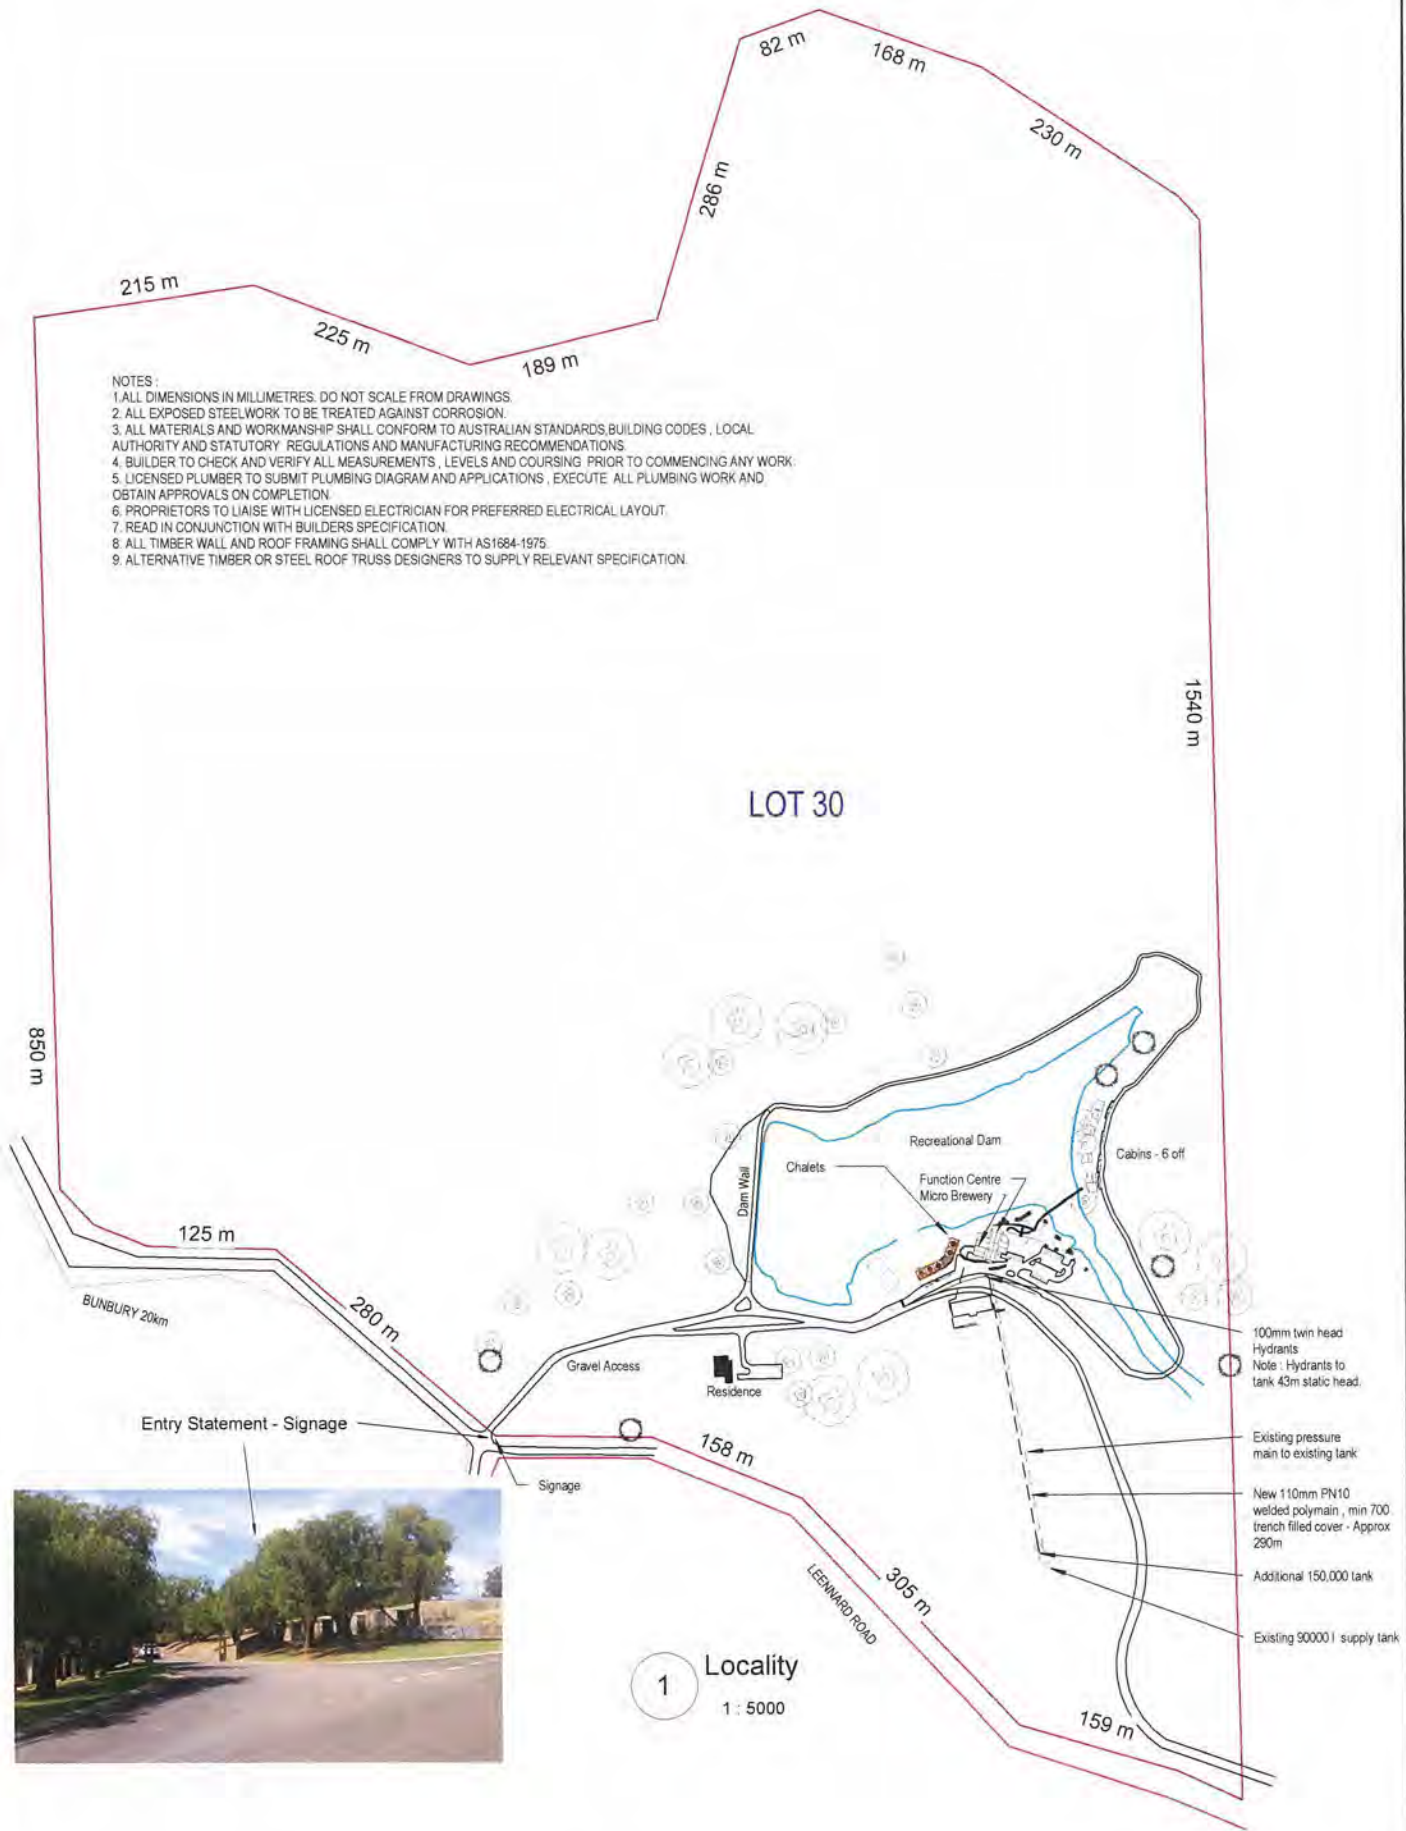 82 m
168 m
230 m
286 m
215 m
225 m
189 m
NOTES :
1.ALL DIMENSIONS IN MILLIMETRES. DO NOT SCALE FROM DRAWINGS.
2. ALL EXPOSED STEELWORK TO BE TREATED AGAINST CORROSION.
3. ALL MATERIALS AND WORKMANSHIP SHALL CONFORM TO AUSTRALIAN STANDARDS,BUILDING CODES , LOCAL
AUTHORITY AND STATUTORY REGULATIONS AND MANUFACTURING RECOMMENDATIONS.
4. BUILDER TO CHECK AND VERIFY ALL MEASUREMENTS , LEVELS AND COURSING PRIOR TO COMMENCING ANY WORK.
5. LICENSED PLUMBER TO SUBMIT PLUMBING DIAGRAM AND APPLICATIONS , EXECUTE ALL PLUMBING WORK AND
OBTAIN APPROVALS ON COMPLETION.
6. PROPRIETORS TO LIAISE WITH LICENSED ELECTRICIAN FOR PREFERRED ELECTRICAL LAYOUT.
7. READ IN CONJUNCTION WITH BUILDERS SPECIFICATION.
8. ALL TIMBER WALL AND ROOF FRAMING SHALL COMPLY WITH AS1684-1975.
9. ALTERNATIVE TIMBER OR STEEL ROOF TRUSS DESIGNERS TO SUPPLY RELEVANT SPECIFICATION.
1540 m
LOT 30
850 m
Recreational Dam
Cabins - 6 off
Chalets
Function Centre
Micro Brewery
Dam Wall
125 m
BUNBURY 20km
280 m
Gravel Access
Residence
100mm twin head
Hydrants
Note : Hydrants to
tank 43m static head.
Entry Statement - Signage
158 m
Existing pressure
main to existing tank
Signage
New 110mm PN10
welded polymain , min 700
trench filled cover - Approx
290m
305 m
LEENNARD ROAD
Additional 150,000 tank
Existing 90000 l supply tank
1
Locality
1 : 5000
159 m